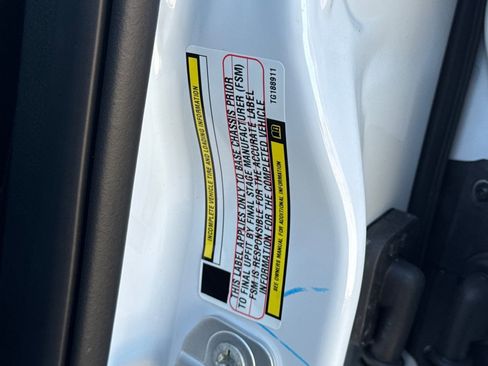 INCOMPLETE VEHICLE TIRE AND LOADING INFORMATION
THIS LABEL APPLIES ONLY TO BASE CHASSIS PRIOR
TO FINAL UPFIT BY FINAL STAGE MANUFACTURER (FSM)
FSM IS RESPONSIBLE FOR THE ACCURATE LABEL
INFORMATION FOR THE COMPLETED VEHICLE
SEE OWNERS MANUAL FOR ADDITIONAL INFORMATION
TG188911